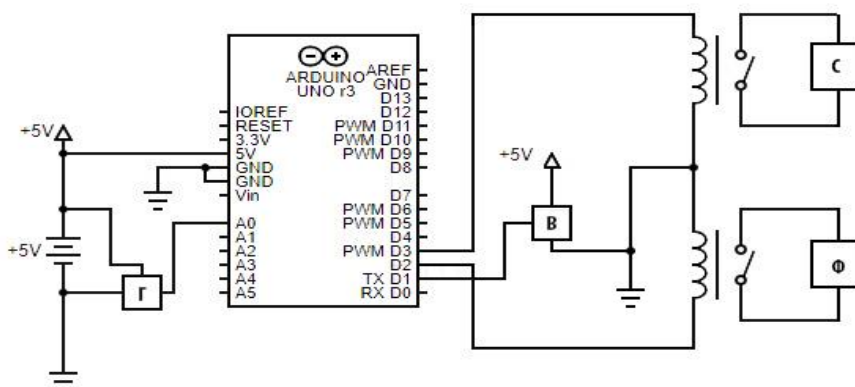 ARDUINO
UNO r3
IOREF
RESET
3.3V
5V
GND
GND
Vin
A0
A1
A2
A3
A4
A5
AREF
GND
D13
D12
PWM D11
PWM D10
PWM D9
D8
D7
PWM D6
PWM D5
D4
PWM D3
D2
TX D1
RX D0
+5V
+5V
Г
+5V
В
С
Ф